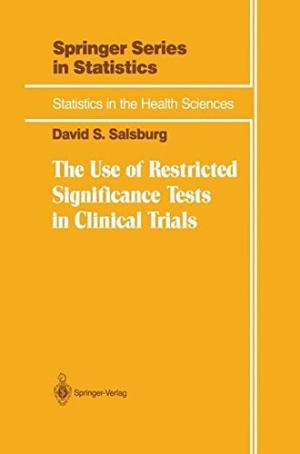 Springer Series
in Statistics
Statistics in the Health Sciences
David S. Salsburg
The Use of Restricted
Significance Tests
in Clinical Trials
Springer-Verlag